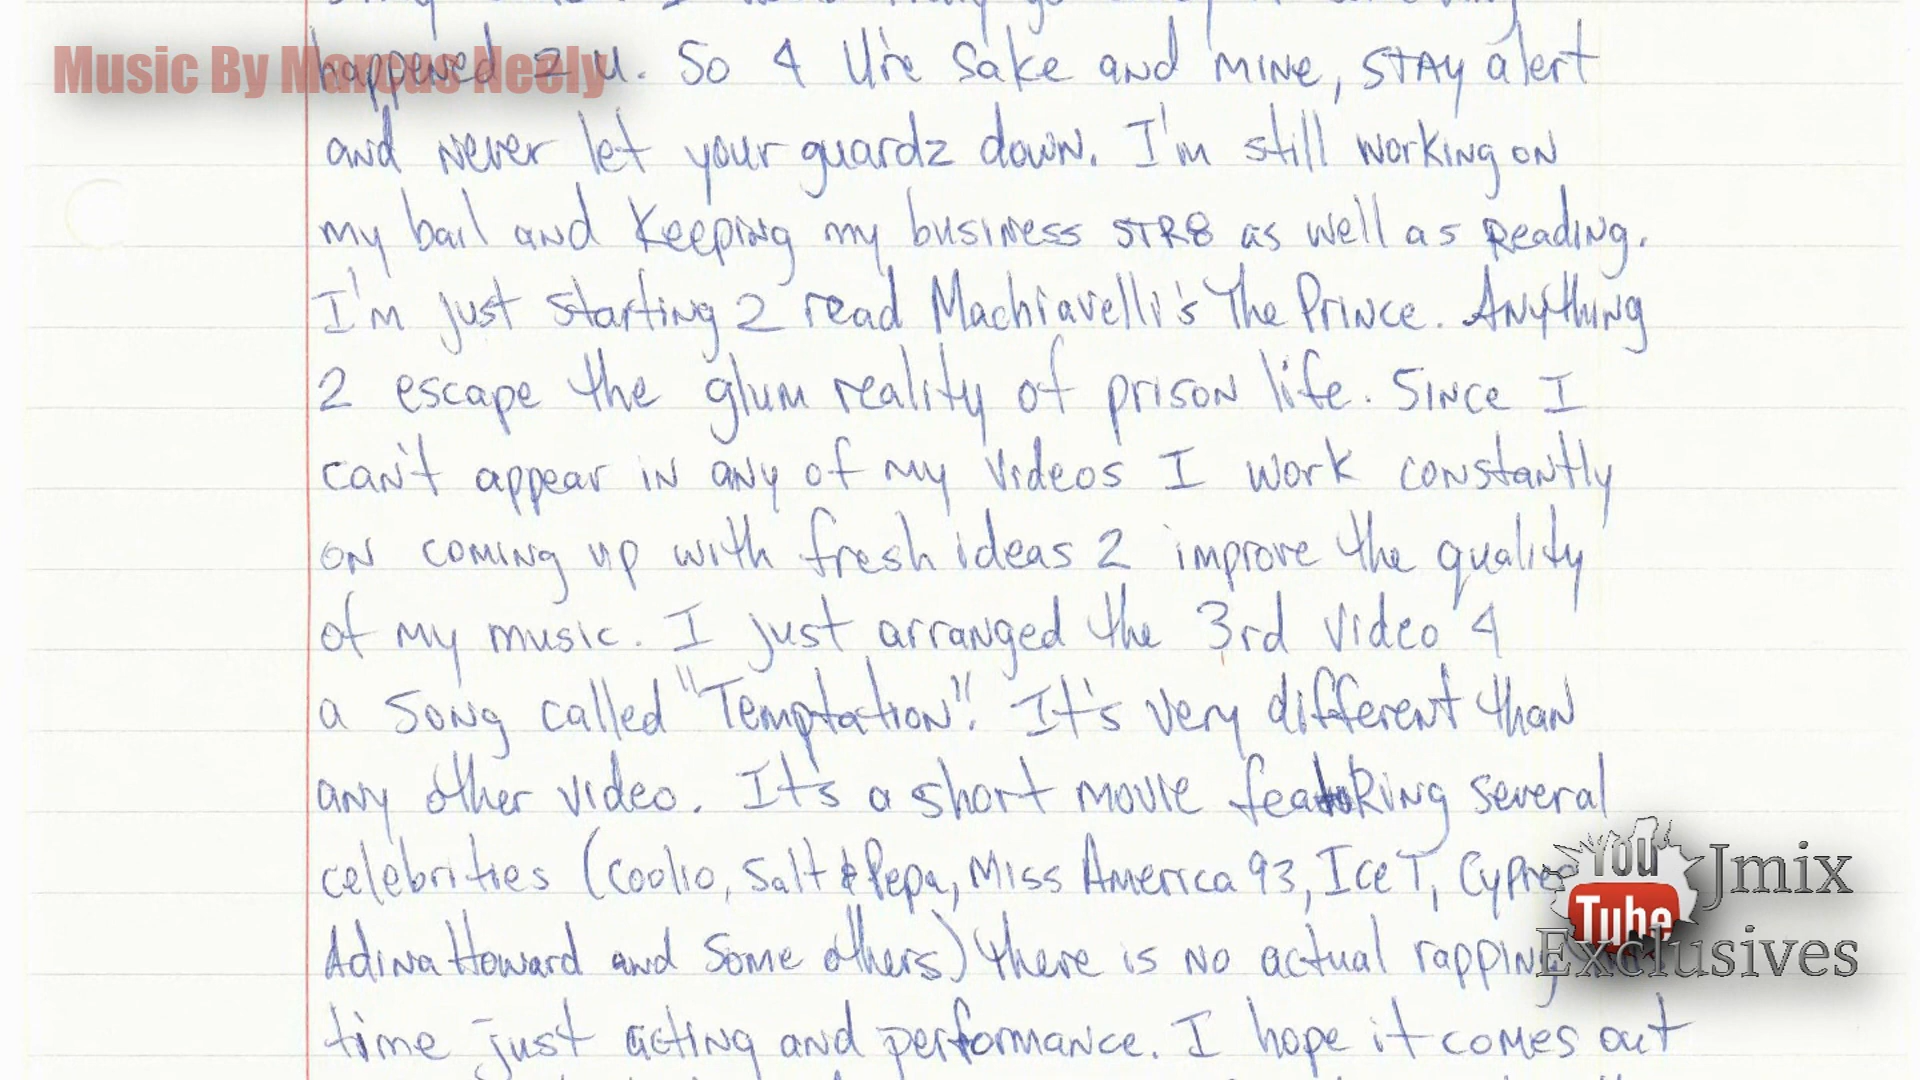 Music By Marcus Neely
happened 2 U. So 4 U're sake and mine, stay alert
and never let your guardz down. I'm still working on
my bail and keeping my business STR8 as well as Reading.
I'm just starting 2 read Machiavelli's The Prince. Anything
2 escape the glum reality of prison life. Since I
can't appear in any of my videos I work constantly
on coming up with fresh ideas 2 improve the quality
of my music. I just arranged the 3rd video 4
a song called "Temptation". It's very different than
any other video. It's a short movie featuring several
celebrities (Coolio, Salt & Pepa, Miss America 93, Ice T,
Adina Howard and some others) there is no actual rapping
time just acting and performance. I hope it comes out
You Tube Jmix
Exclusives